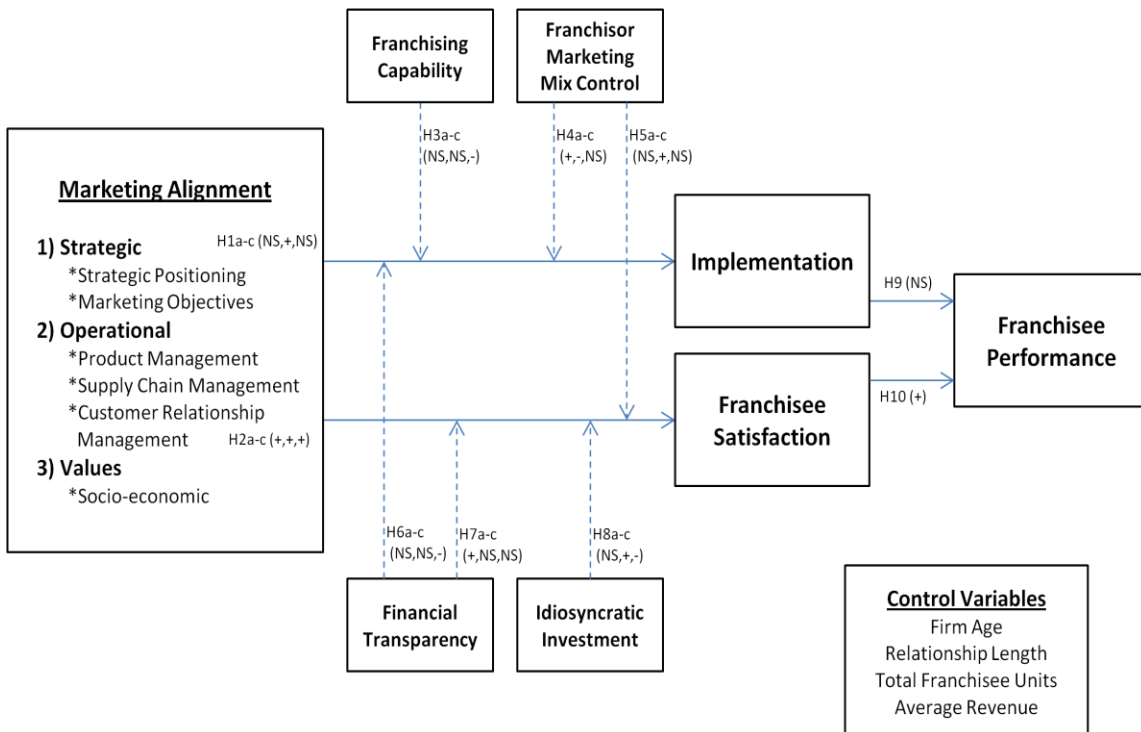 Franchising
Capability
Franchisor
Marketing
Mix Control
H3a-c
(NS,NS,-)
H4a-c
(+,-,NS)
H5a-c
(NS,+,NS)
Marketing Alignment
1) Strategic
H1a-c (NS,+,NS)
*Strategic Positioning
*Marketing Objectives
2) Operational
*Product Management
*Supply Chain Management
*Customer Relationship
Management
H2a-c (+,+,+)
3) Values
*Socio-economic
Implementation
H9 (NS)
Franchisee
Performance
Franchisee
Satisfaction
H10 (+)
H6a-c
(NS,NS,-)
H7a-c
(+,NS,NS)
H8a-c
(NS,+,-)
Financial
Transparency
Idiosyncratic
Investment
Control Variables
Firm Age
Relationship Length
Total Franchisee Units
Average Revenue